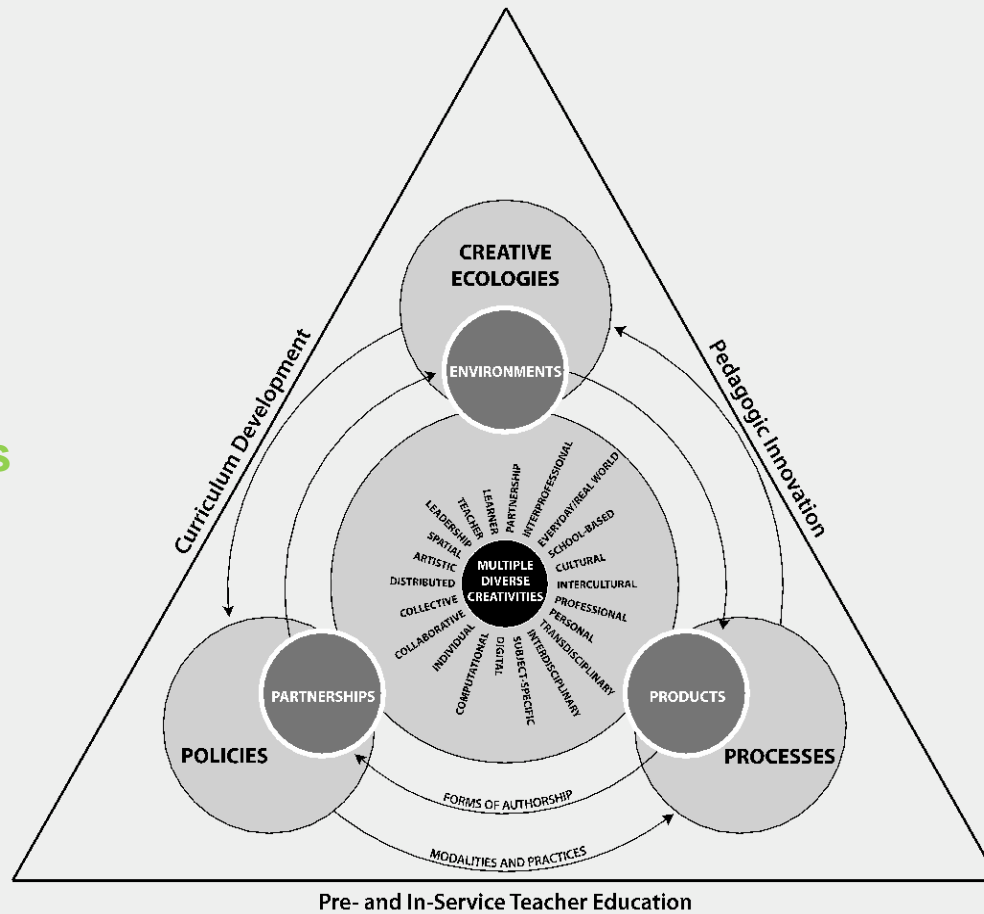 CREATIVE
ECOLOGIES
ENVIRONMENTS
Curriculum Development
Pedagogic Innovation
s
PARTNERSHIP
INTERPROFESSIONAL
EVERYDAY/REAL WORLD
SCHOOL-BASED
CULTURAL
INTERCULTURAL
PROFESSIONAL
PERSONAL
TRANSDISCIPLINARY
INTERDISCIPLINARY
SUBJECT-SPECIFIC
DIGITAL
COMPUTATIONAL
INDIVIDUAL
COLLABORATIVE
COLLECTIVE
DISTRIBUTED
ARTISTIC
SPATIAL
LEADERSHIP
TEACHER
LEARNER
MULTIPLE
DIVERSE
CREATIVITIES
PARTNERSHIPS
PRODUCTS
POLICIES
PROCESSES
FORMS OF AUTHORSHIP
MODALITIES AND PRACTICES
Pre- and In-Service Teacher Education